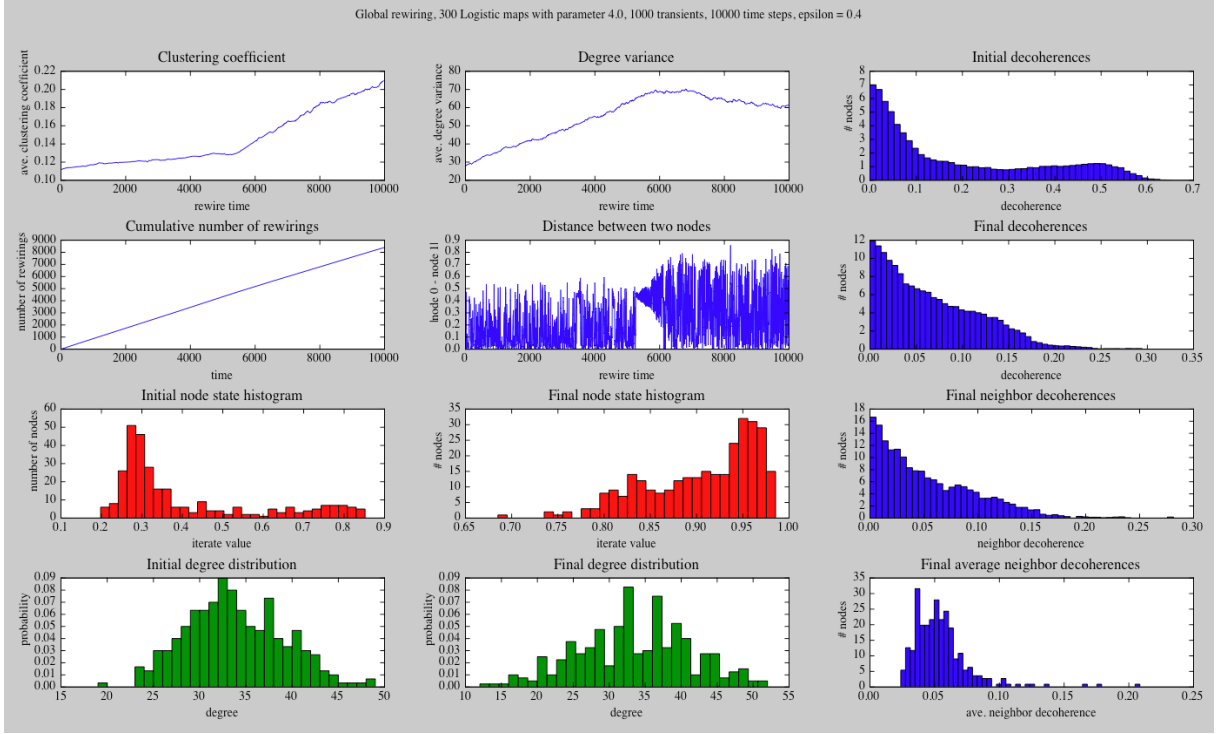 Global rewiring, 300 Logistic maps with parameter 4.0, 1000 transients, 10000 time steps, epsilon = 0.4
Clustering coefficient
ave. clustering coefficient
0.22
0.20
0.18
0.16
0.14
0.12
0.10
0 2000 4000 6000 8000 10000
rewire time
Degree variance
ave. degree variance
80
70
60
50
40
30
20
0 2000 4000 6000 8000 10000
rewire time
Initial decoherences
# nodes
8
7
6
5
4
3
2
1
0
0.0 0.1 0.2 0.3 0.4 0.5 0.6 0.7
decoherence
Cumulative number of rewirings
number of rewirings
9000
8000
7000
6000
5000
4000
3000
2000
1000
0
0 2000 4000 6000 8000 10000
time
Distance between two nodes
|node 0 - node 1|
0.9
0.8
0.7
0.6
0.5
0.4
0.3
0.2
0.1
0.0
0 2000 4000 6000 8000 10000
rewire time
Final decoherences
# nodes
12
10
8
6
4
2
0
0.00 0.05 0.10 0.15 0.20 0.25 0.30 0.35
decoherence
Initial node state histogram
number of nodes
60
50
40
30
20
10
0
0.1 0.2 0.3 0.4 0.5 0.6 0.7 0.8 0.9
iterate value
Final node state histogram
# nodes
35
30
25
20
15
10
5
0
0.65 0.70 0.75 0.80 0.85 0.90 0.95 1.00
iterate value
Final neighbor decoherences
# nodes
18
16
14
12
10
8
6
4
2
0
0.00 0.05 0.10 0.15 0.20 0.25 0.30
neighbor decoherence
Initial degree distribution
probability
0.09
0.08
0.07
0.06
0.05
0.04
0.03
0.02
0.01
0.00
15 20 25 30 35 40 45 50
degree
Final degree distribution
probability
0.09
0.08
0.07
0.06
0.05
0.04
0.03
0.02
0.01
0.00
10 15 20 25 30 35 40 45 50 55
degree
Final average neighbor decoherences
# nodes
35
30
25
20
15
10
5
0
0.00 0.05 0.10 0.15 0.20 0.25
ave. neighbor decoherence